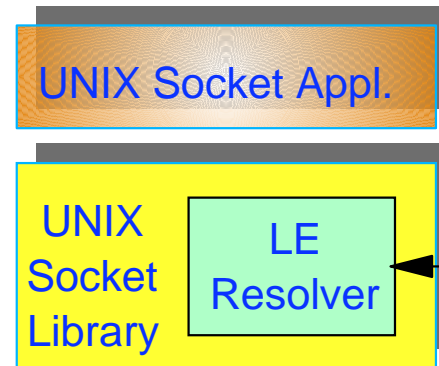 UNIX Socket Appl.
UNIX
Socket
Library
LE
Resolver